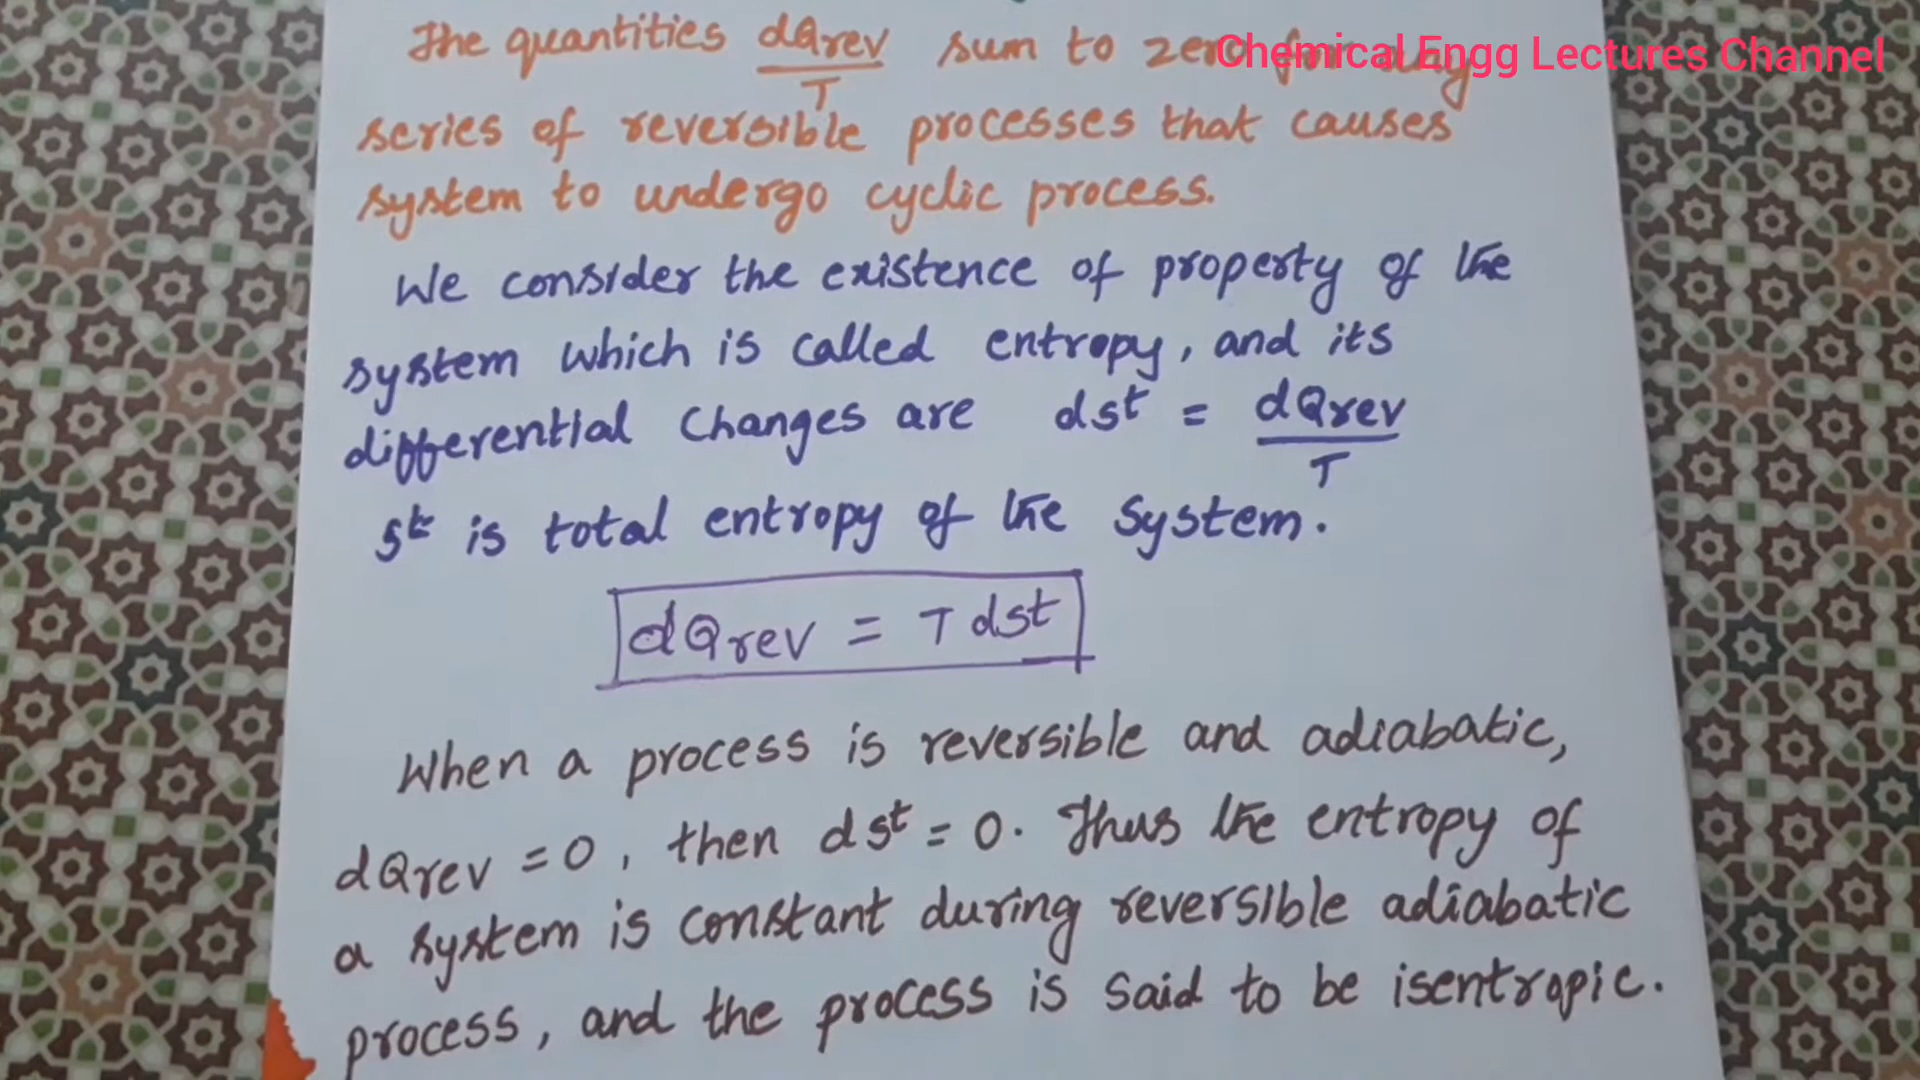 Chemical Engg Lectures Channel
The quantities dQrev/T sum to zero for any
series of reversible processes that causes
system to undergo cyclic process.
We consider the existence of property of the
system which is called entropy, and its
differential changes are dSt = dQrev/T
St is total entropy of the system.
dQrev = T dSt
When a process is reversible and adiabatic,
dQrev = 0, then dSt = 0. Thus the entropy of
a system is constant during reversible adiabatic
process, and the process is said to be isentropic.